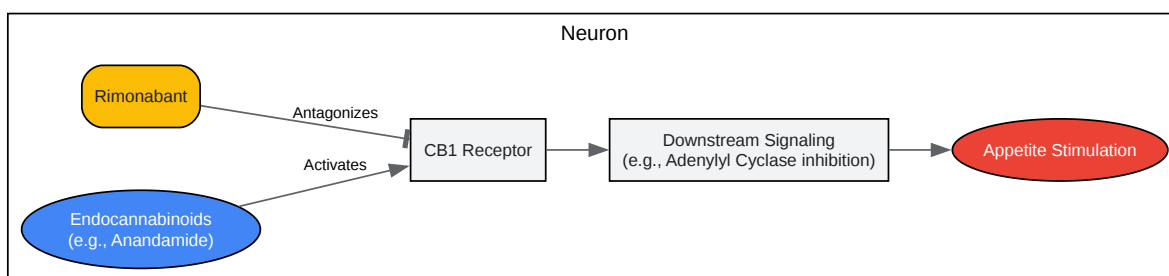 Neuron
Rimonabant
Antagonizes
CB1 Receptor
Downstream Signaling
(e.g., Adenylyl Cyclase inhibition)
Appetite Stimulation
Activates
Endocannabinoids
(e.g., Anandamide)